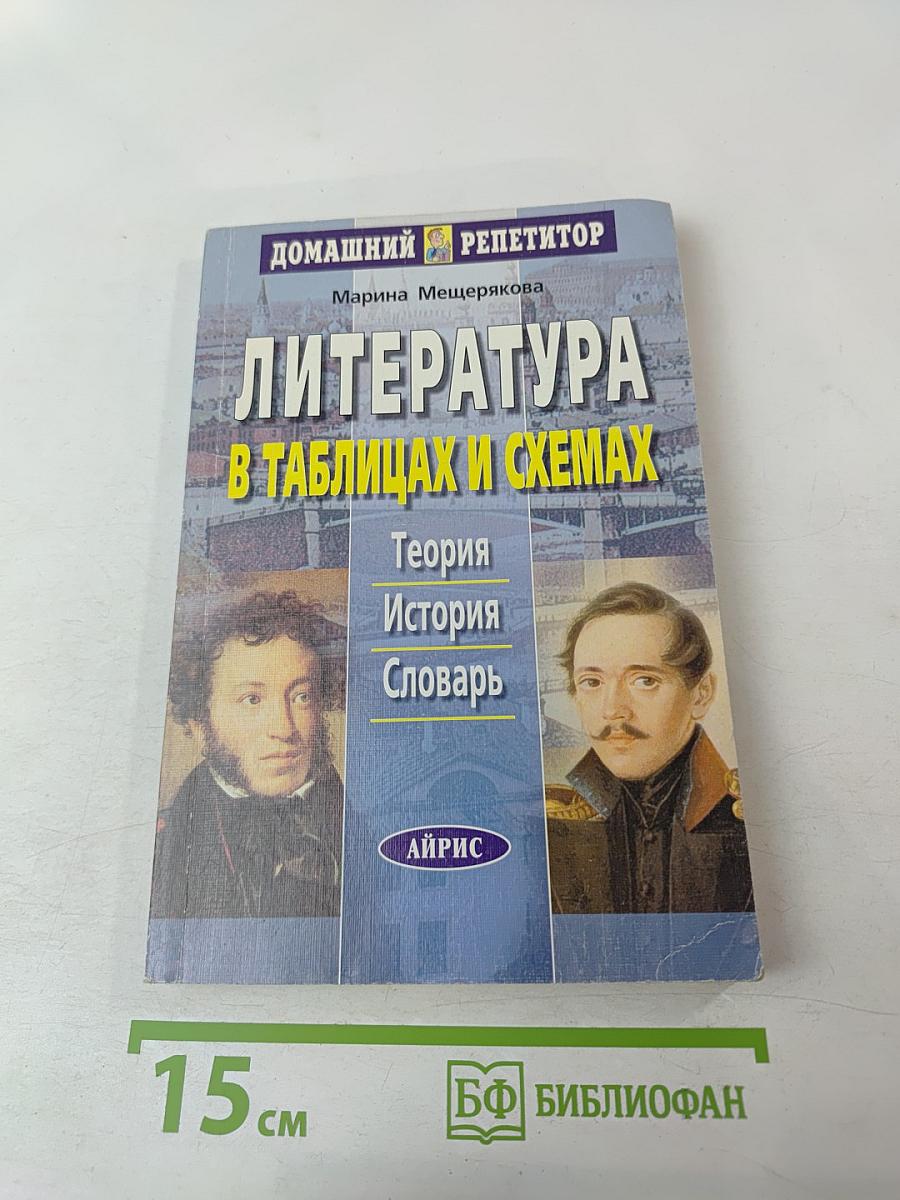 ДОМАШНИЙ РЕПЕТИТОР
Марина Мещерякова
ЛИТЕРАТУРА
В ТАБЛИЦАХ И СХЕМАХ
Теория
История
Словарь
АЙРИС
15 см
БФ БИБЛИОФАН